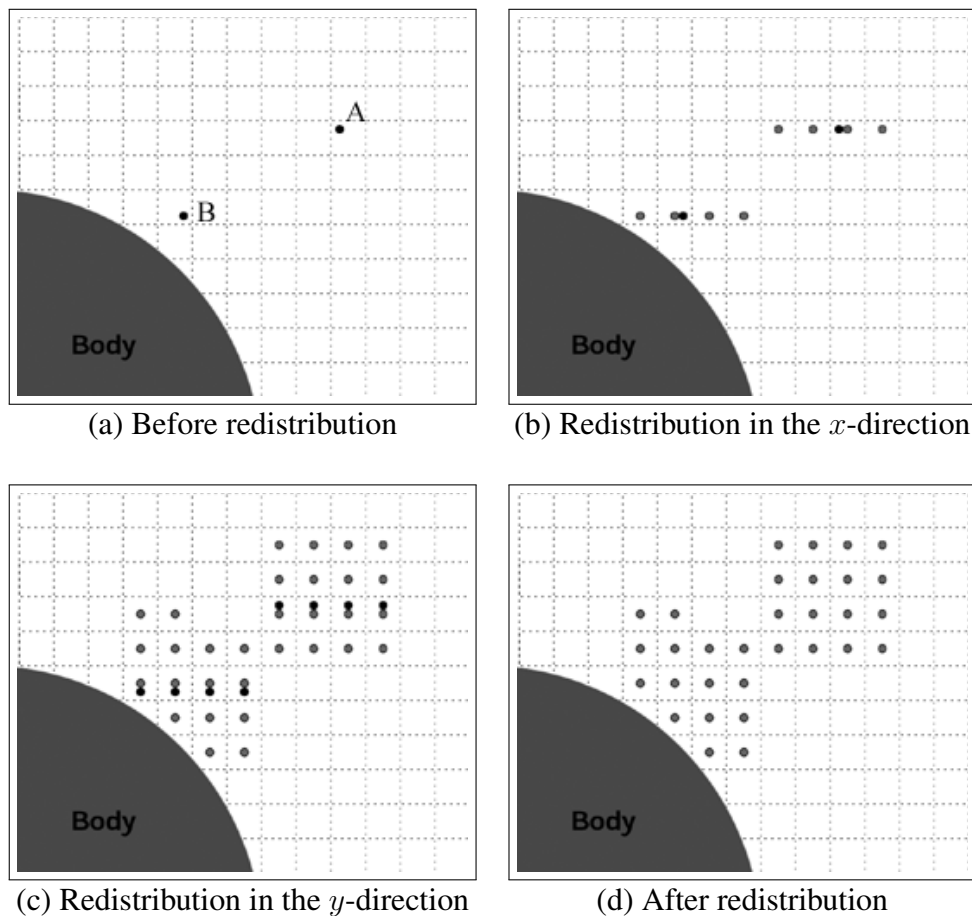 A
B
Body
Body
(a) Before redistribution
(b) Redistribution in the x-direction
Body
Body
(c) Redistribution in the y-direction
(d) After redistribution